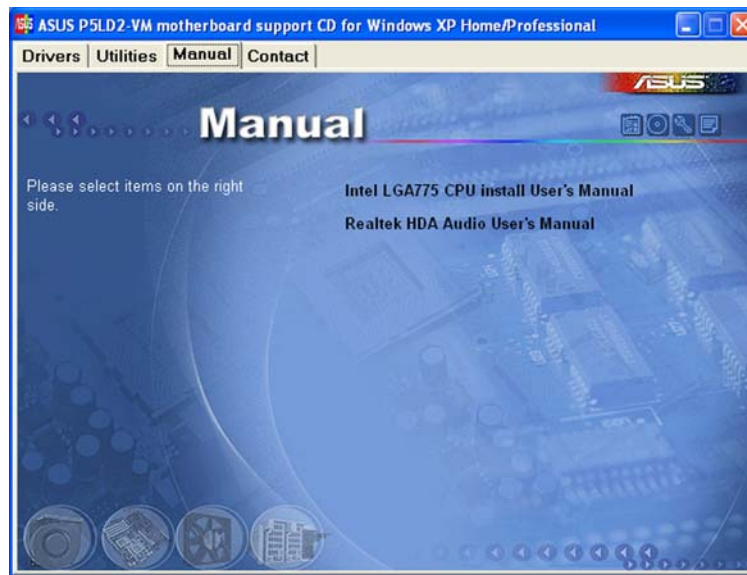 ASUS P5LD2-VM motherboard support CD for Windows XP Home/Professional
Drivers Utilities Manual Contact
ASUS
Manual
Please select items on the right
side.
Intel LGA775 CPU install User's Manual
Realtek HDA Audio User's Manual